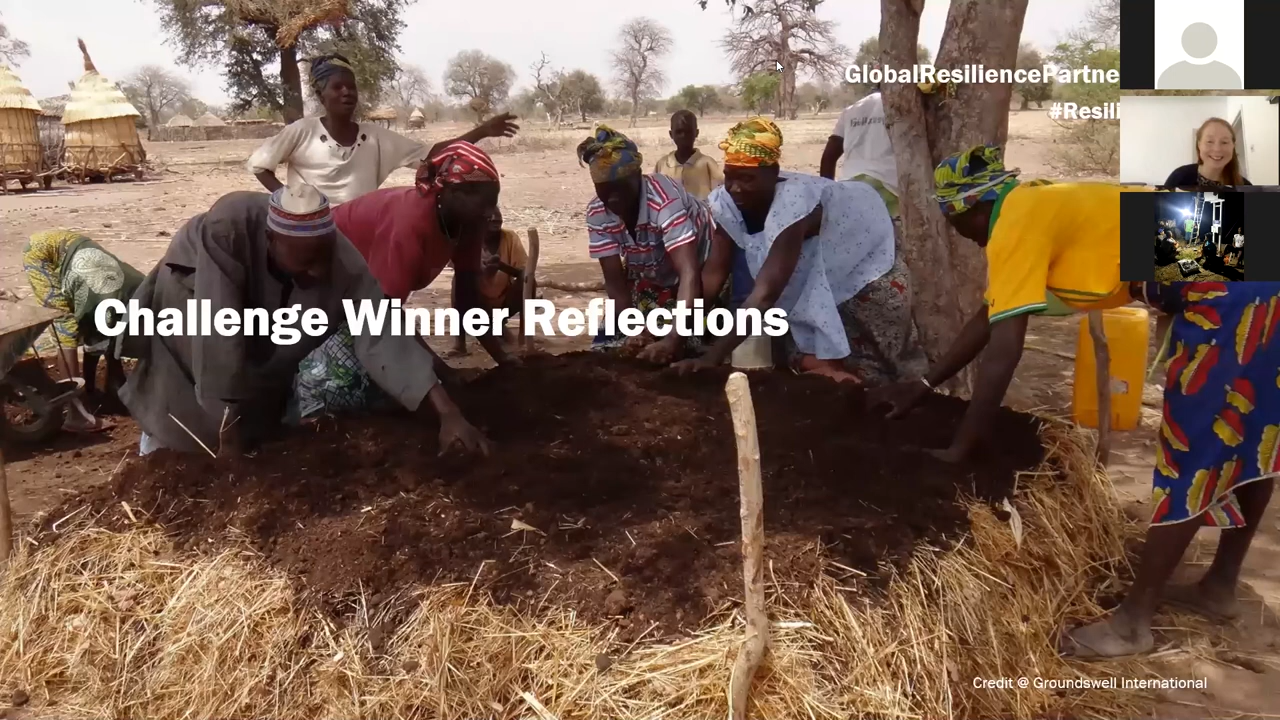 GlobalResiliencePartne
#Resili
Challenge Winner Reflections
Credit @ Groundswell International